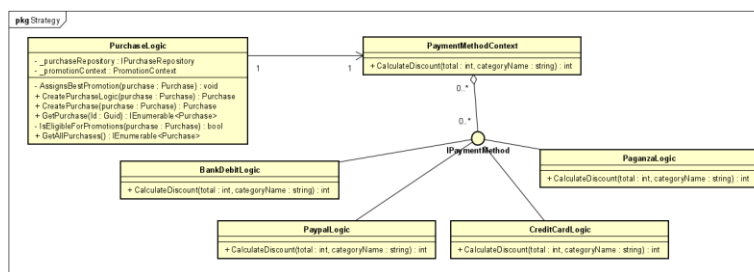 pkg Strategy
PurchaseLogic
- _purchaseRepository : IPurchaseRepository
- _promotionContext : PromotionContext
- AssignsBestPromotion(purchase : Purchase) : void
+ CreatePurchaseLogic(purchase : Purchase) : Purchase
+ CreatePurchase(purchase : Purchase) : Purchase
+ GetPurchase(Id : Guid) : IEnumerable<Purchase>
- IsEligibleForPromotions(purchase : Purchase) : bool
+ GetAllPurchases() : IEnumerable<Purchase>
1
1
PaymentMethodContext
+ CalculateDiscount(total : int, categoryName : string) : int
0..*
0..*
IPaymentMethod
BankDebitLogic
+ CalculateDiscount(total : int, categoryName : string) : int
PaganzaLogic
+ CalculateDiscount(total : int, categoryName : string) : int
PaypalLogic
+ CalculateDiscount(total : int, categoryName : string) : int
CreditCardLogic
+ CalculateDiscount(total : int, categoryName : string) : int